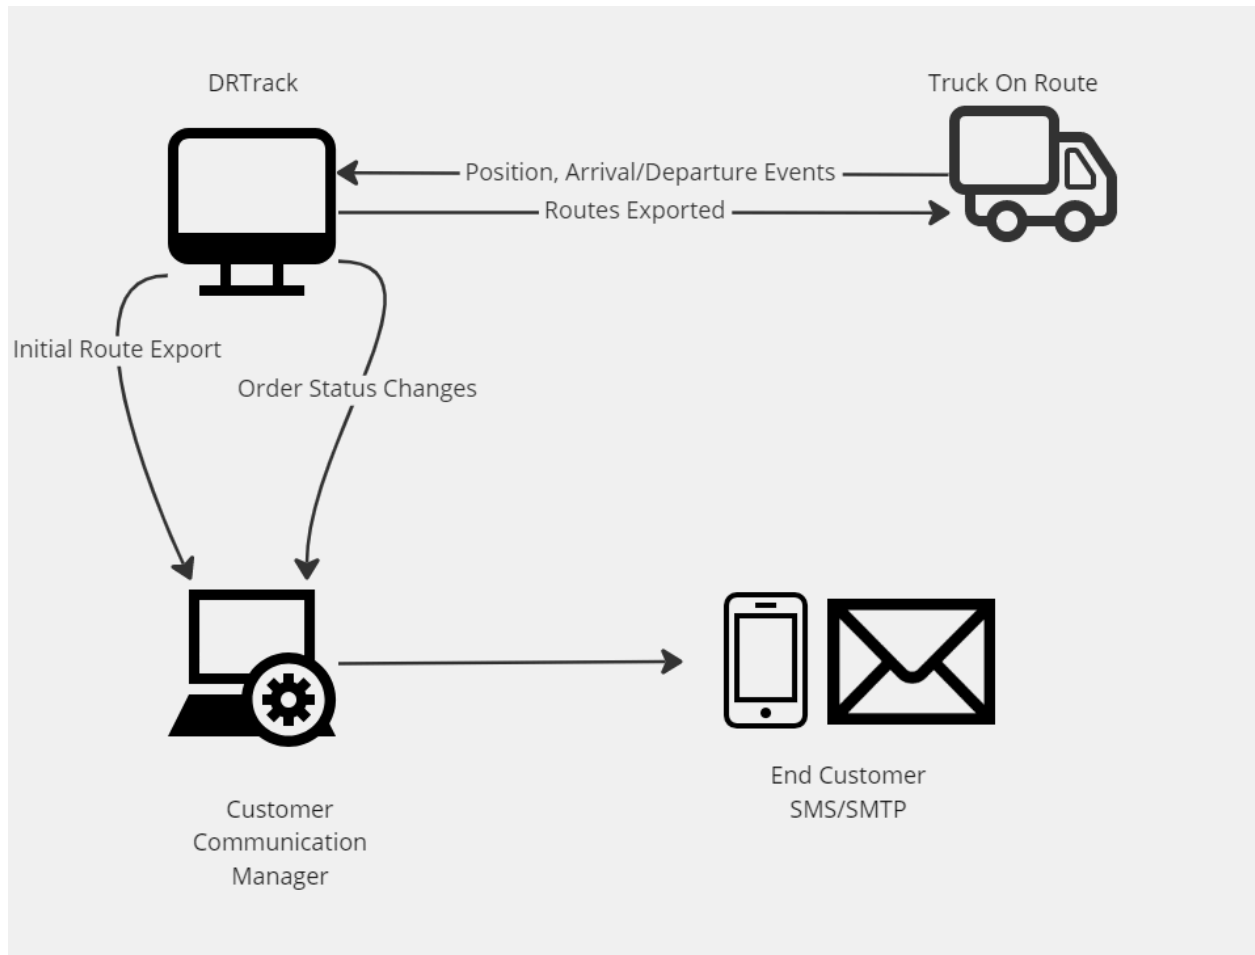 DRTrack
Truck On Route
Position, Arrival/Departure Events
Routes Exported
Initial Route Export
Order Status Changes
Customer
Communication
Manager
End Customer
SMS/SMTP